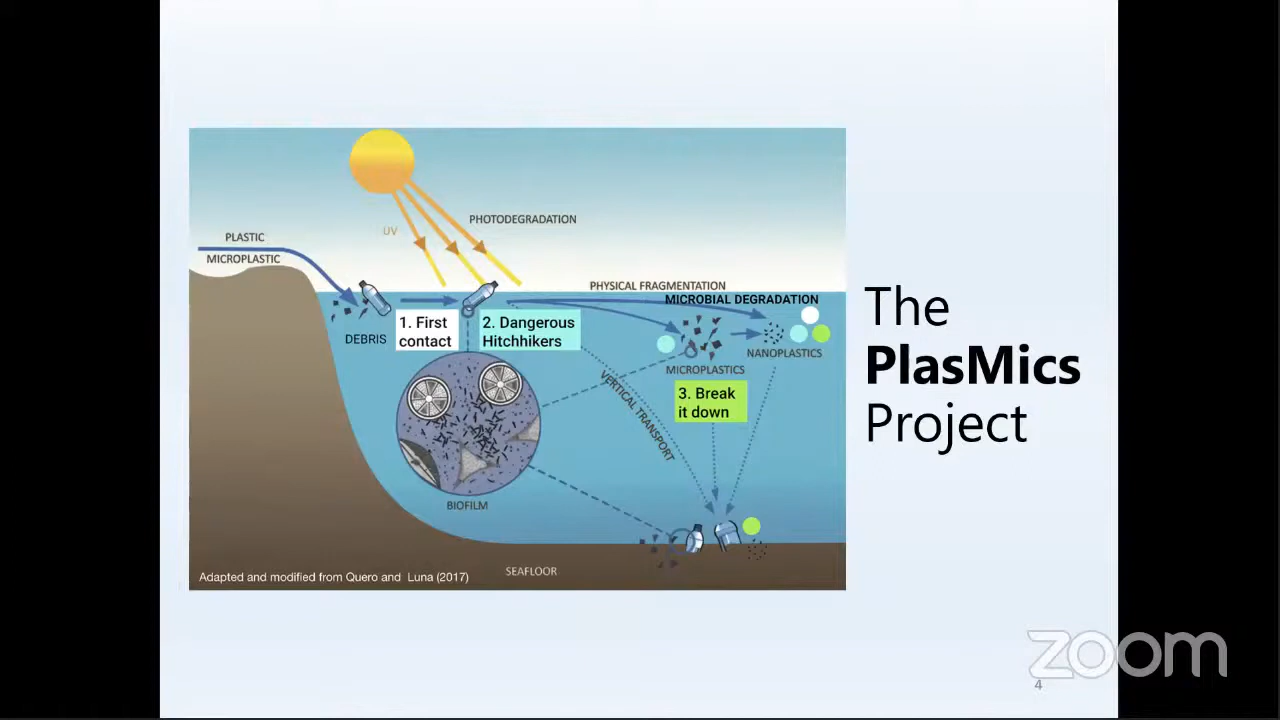 UV
PHOTODEGRADATION
PLASTIC
MICROPLASTIC
PHYSICAL FRAGMENTATION
MICROBIAL DEGRADATION
DEBRIS
1. First
contact
2. Dangerous
Hitchhikers
MICROPLASTICS
NANOPLASTICS
3. Break
it down
VERTICAL TRANSPORT
BIOFILM
SEAFLOOR
Adapted and modified from Quero and Luna (2017)
The
PlasMics
Project
zoom
4